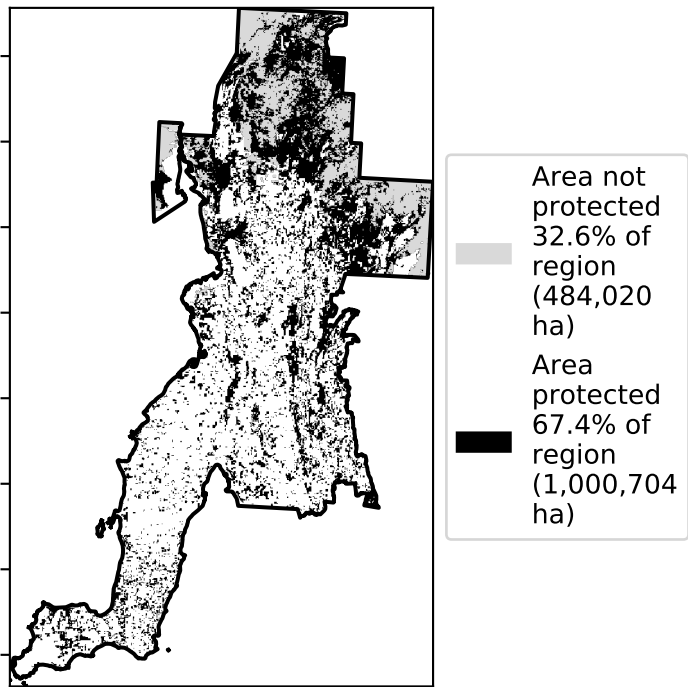 Area not
protected
32.6% of
region
(484,020
ha)
Area
protected
67.4% of
region
(1,000,704
ha)